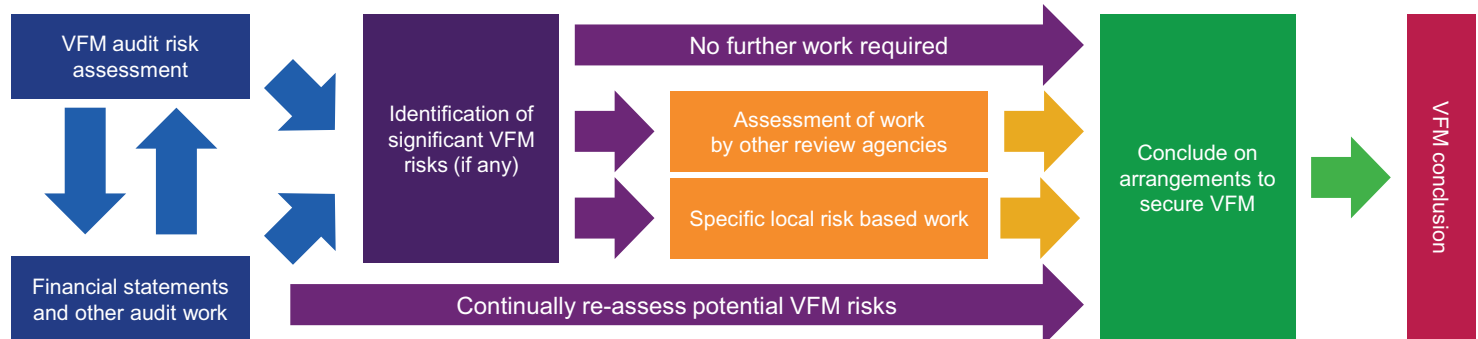 VFM audit risk
assessment
Financial statements
and other audit work
Identification of
significant VFM
risks (if any)
No further work required
Assessment of work
by other review agencies
Specific local risk based work
Continually re-assess potential VFM risks
Conclude on
arrangements to
secure VFM
VFM conclusion